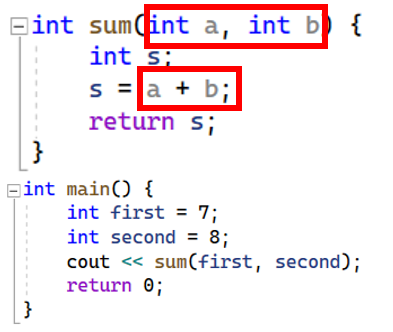 int sum(int a, int b) {
    int s;
    s = a + b;
    return s;
}
int main() {
    int first = 7;
    int second = 8;
    cout << sum(first, second);
    return 0;
}